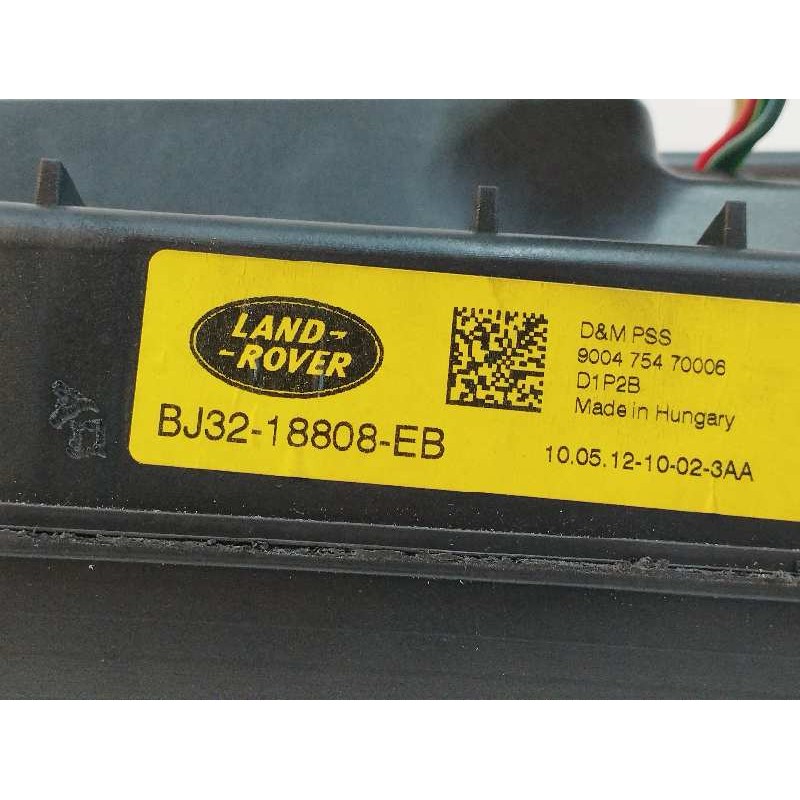 LAND-
-ROVER
BJ32-18808-EB
D&M PSS
9004 754 70006
D1P2B
Made in Hungary
10.05.12-10-02-3AA